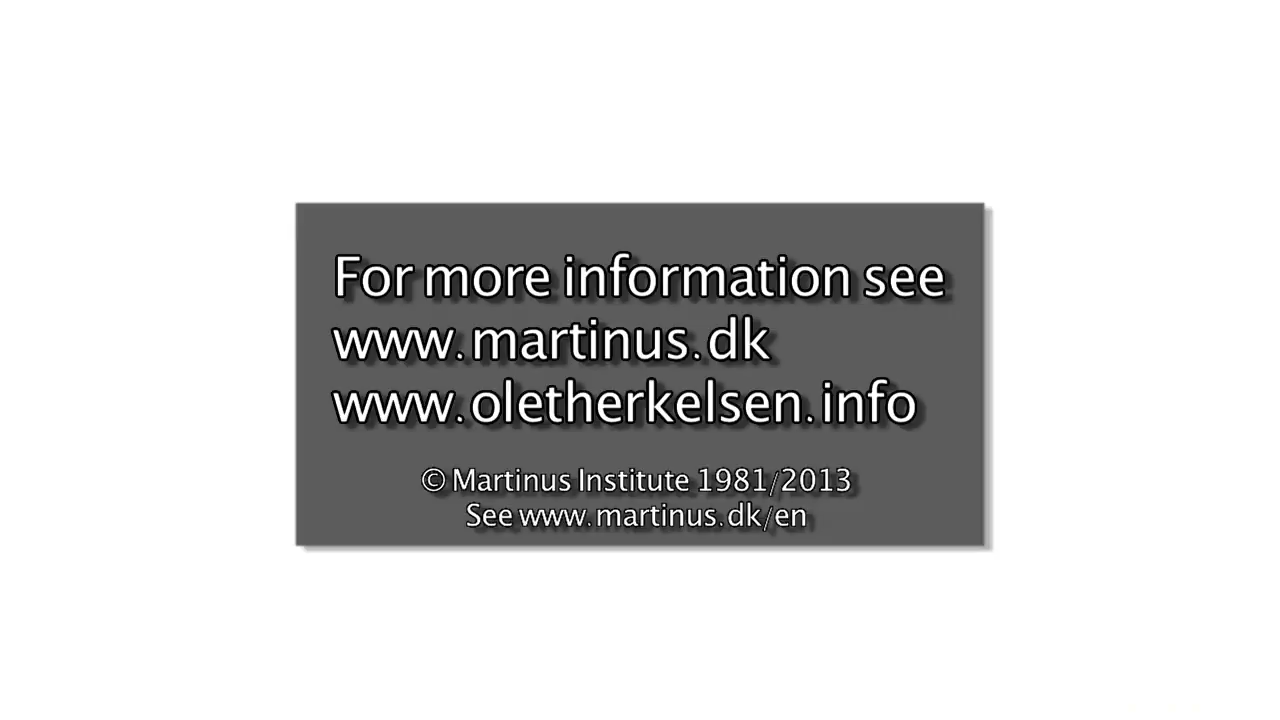 For more information see
www.martinus.dk
www.oletherkelsen.info
© Martinus Institute 1981/2013
See www.martinus.dk/en